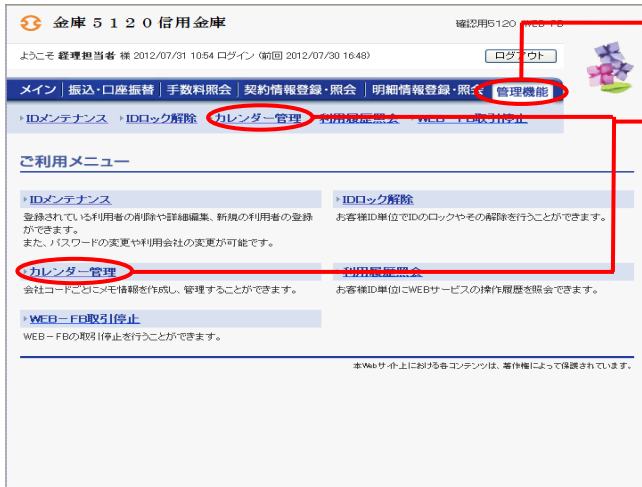 金庫５１２０信用金庫
確認用5120 WEB-FB
ようこそ 経理担当者 様 2012/07/31 10:54 ログイン (前回 2012/07/30 16:48)
ログアウト
メイン 振込・口座振替 手数料照会 契約情報登録・照会 明細情報登録・照会 管理機能
IDメンテナンス IDロック解除 カレンダー管理 利用履歴照会 WEB－FB取引停止
ご利用メニュー
IDメンテナンス
登録されている利用者の削除や詳細編集、新規の利用者の登録
ができます。
また、パスワードの変更や利用会社の変更が可能です。
IDロック解除
お客様ID単位でIDのロックやその解除を行うことができます。
カレンダー管理
会社コードごとにメモ情報を作成し、管理することができます。
利用履歴照会
お客様ID単位にWEBサービスの操作履歴を照会できます。
WEB－FB取引停止
WEB－FBの取引停止を行うことができます。
本Webサイト上における各コンテンツは、著作権によって保護されています。